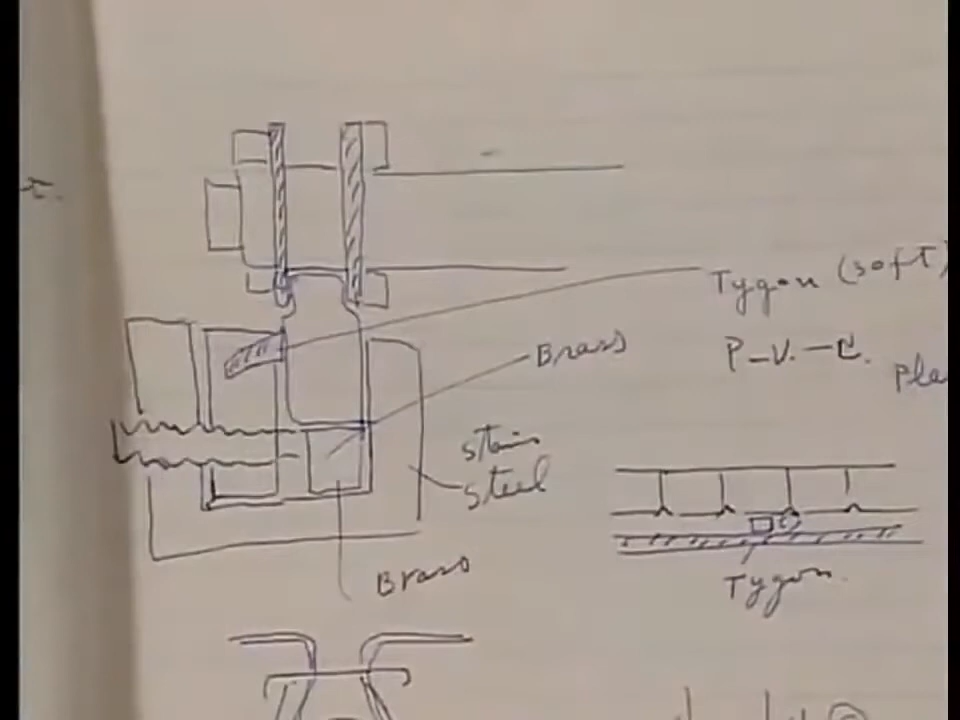 Tygon (soft)
Brass
P-V.-C.
Stain
Steel
Brass
Tygon.